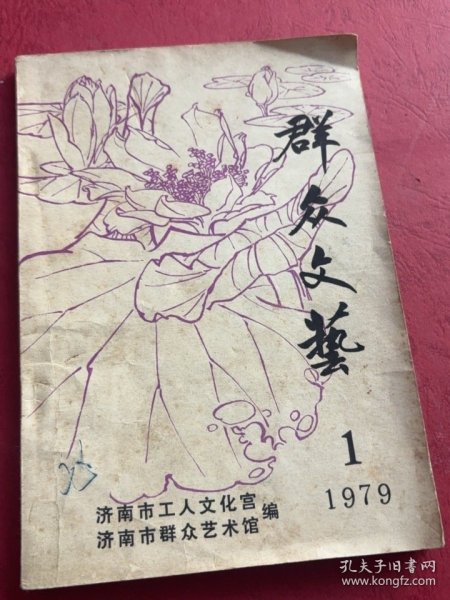 群众文藝
1
1979
济南市工人文化宫
济南市群众艺术馆
编
孔夫子旧书网
www.kongfz.com